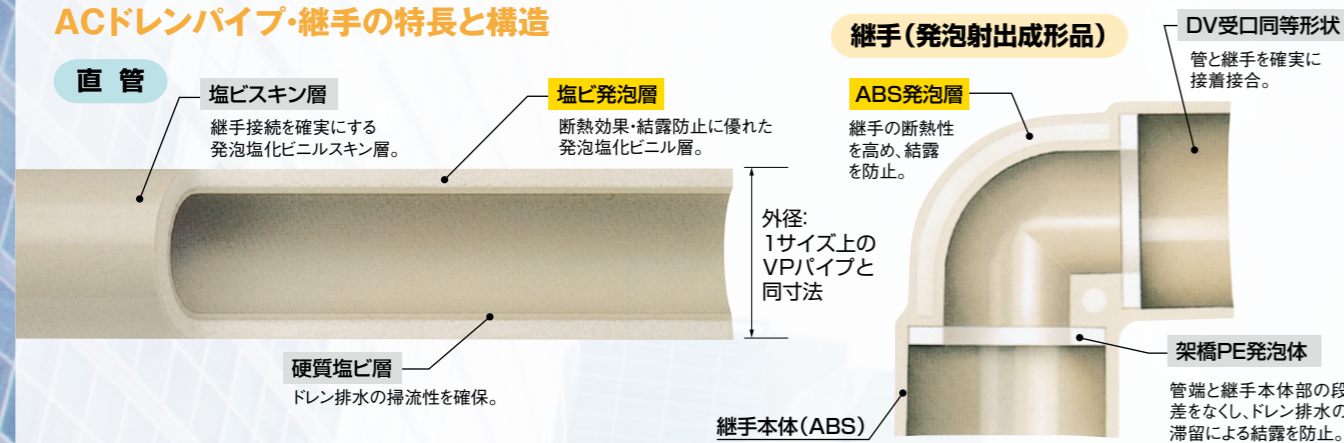 ACドレンパイプ・継手の特長と構造
直 管
塩ビスキン層
継手接続を確実にする
発泡塩化ビニルスキン層。
塩ビ発泡層
断熱効果・結露防止に優れた
発泡塩化ビニル層。
外径:
1サイズ上の
VPパイプと
同寸法
硬質塩ビ層
ドレン排水の掃流性を確保。
継手(発泡射出成形品)
ABS発泡層
継手の断熱性
を高め、結露
を防止。
DV受口同等形状
管と継手を確実に
接着接合。
架橋PE発泡体
管端と継手本体部の段
差をなくし、ドレン排水の
滞留による結露を防止。
継手本体(ABS)